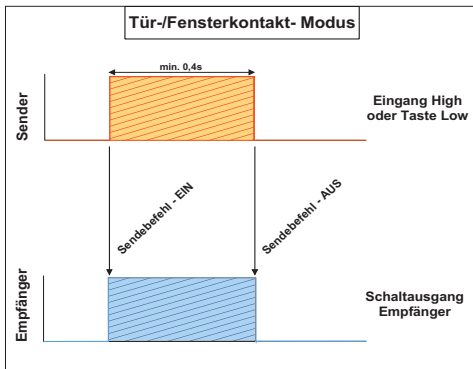 Tür-/Fensterkontakt- Modus
min. 0,4s
Sender
Eingang High
oder Taste Low
Sendebefehl - EIN
Sendebefehl - AUS
Empfänger
Schaltausgang
Empfänger